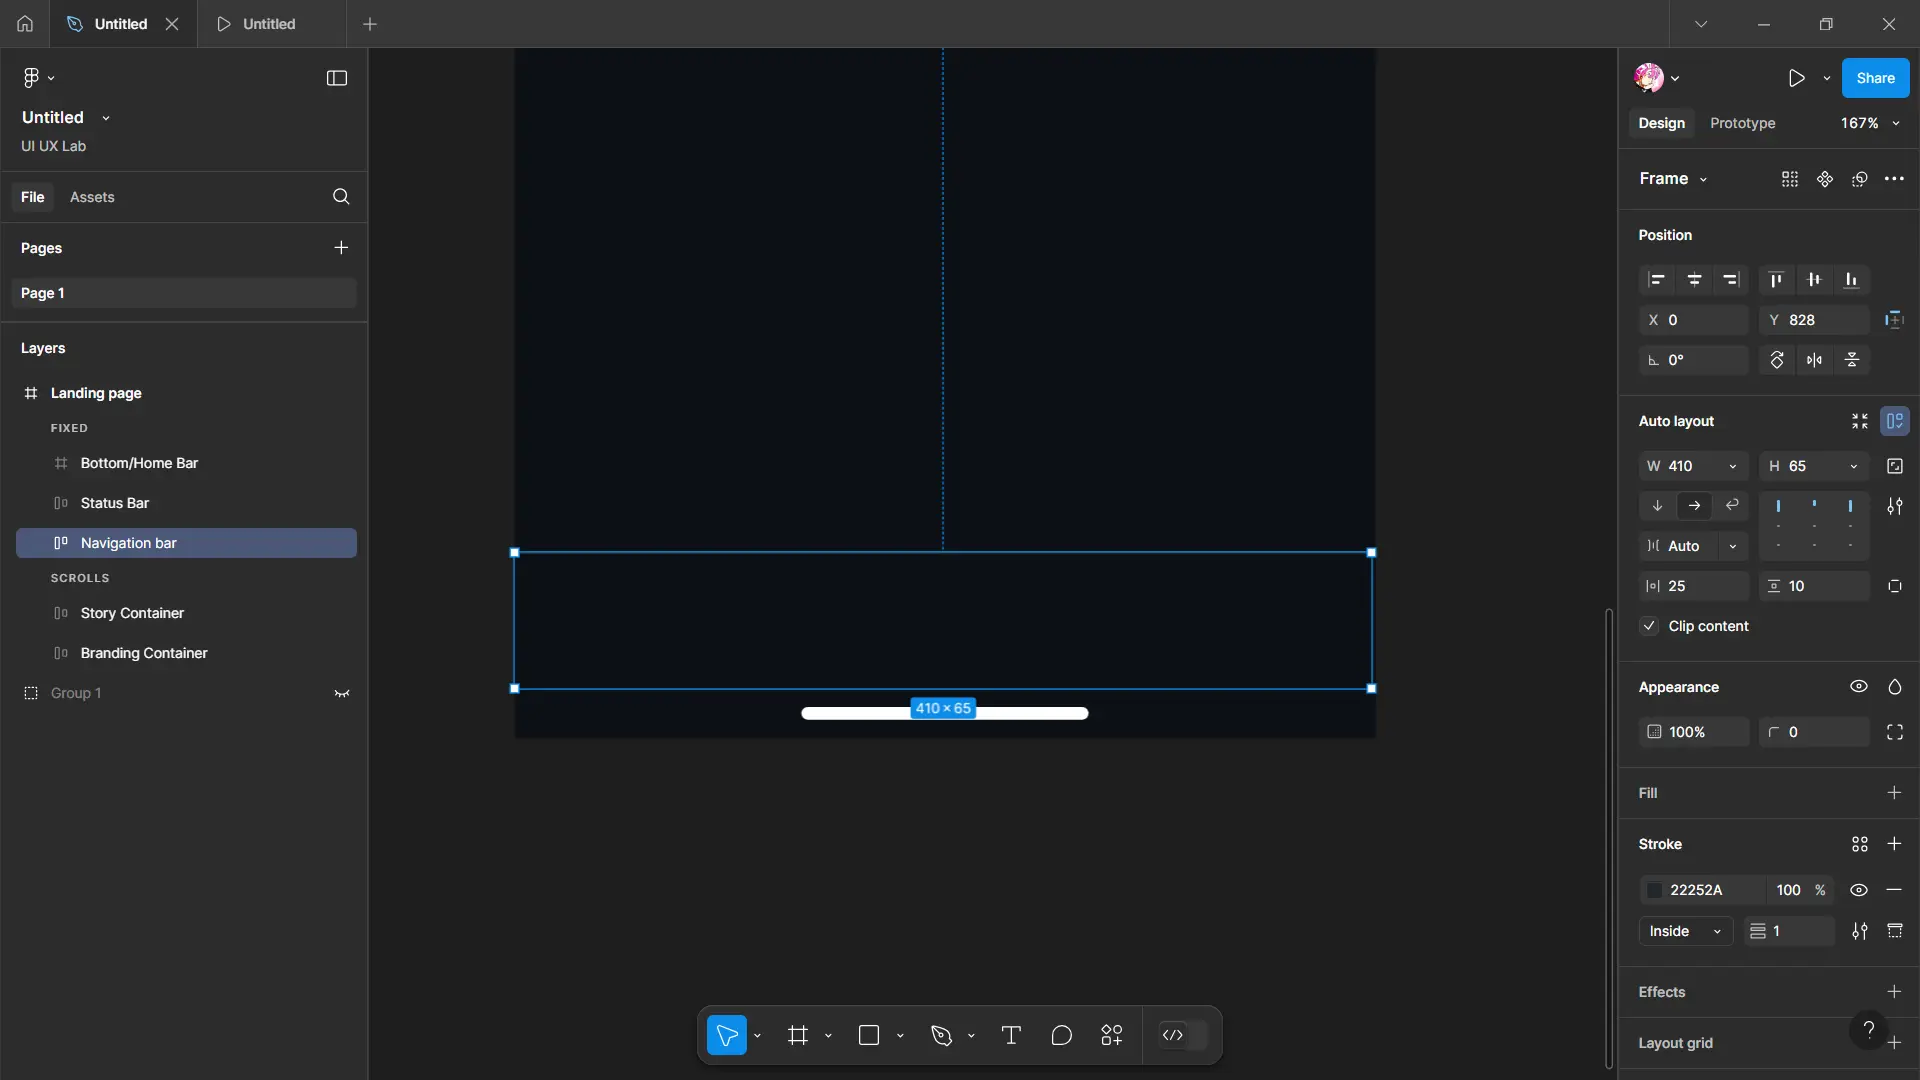 Untitled
Untitled
Untitled
UI UX Lab
File
Assets
Pages
Page 1
Layers
Landing page
FIXED
Bottom/Home Bar
Status Bar
Navigation bar
SCROLLS
Story Container
Branding Container
Group 1
410 × 65
Share
Design
Prototype
167%
Frame
Position
X 0
Y 828
0°
Auto layout
W 410
H 65
Auto
25
10
Clip content
Appearance
100%
0
Fill
Stroke
22252A
100 %
Inside
1
Effects
Layout grid
?